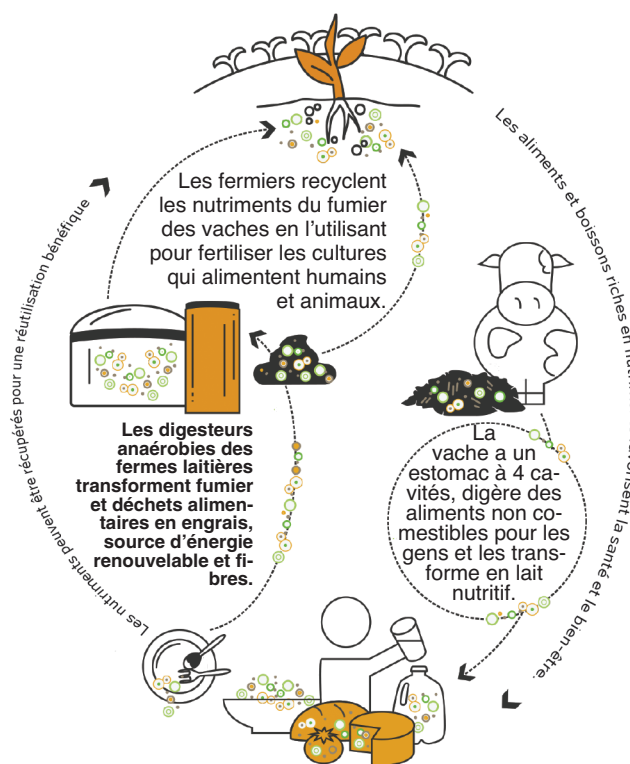 Les fermiers recyclent
les nutriments du fumier
des vaches en l'utilisant
pour fertiliser les cultures
qui alimentent humains
et animaux.
Les digesteurs
anaérobies des
fermes laitières
transforment fumier
et déchets alimen-
taires en engrais,
source d'énergie
renouvelable et fi-
bres.
La
vache a un
estomac à 4 ca-
vités, digère des
aliments non co-
mestibles pour les
gens et les trans-
forme en lait
nutritif.
Les aliments et boissons riches en
la santé et le bien-être.
Les nutriments peuvent être récupérés pour une réutilisation bénéfique